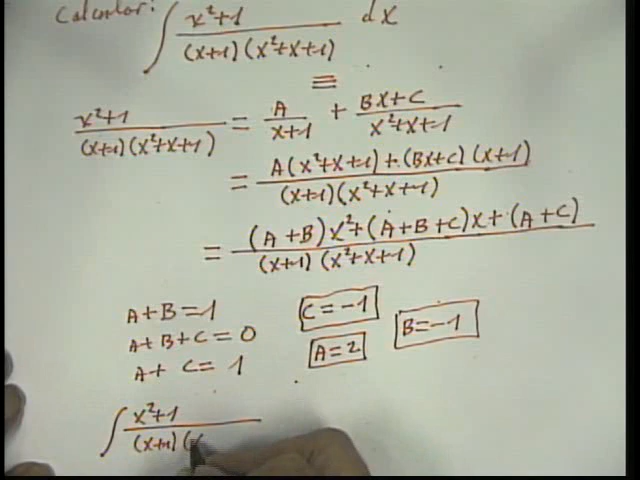 Calcular: ∫ x²+1 / (x+1)(x²+x+1) dx
≡
x²+1 / (x+1)(x²+x+1) = A / x+1 + Bx+C / x²+x+1
= A(x²+x+1)+(Bx+C)(x+1) / (x+1)(x²+x+1)
= (A+B)x²+(A+B+C)x+(A+C) / (x+1)(x²+x+1)
A+B=1
A+B+C=0
A+ C=1
C=-1
A=2
B=-1
∫ x²+1 / (x+1)(